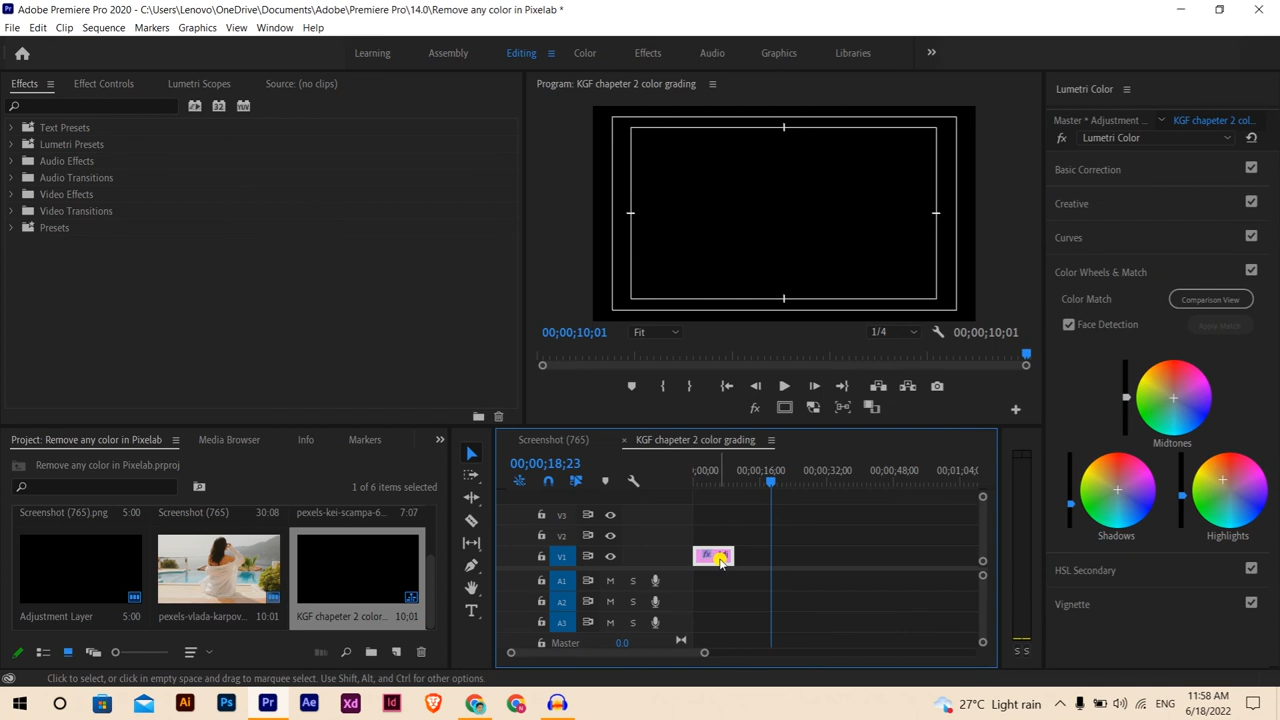 Adobe Premiere Pro 2020 - C:\Users\Lenovo\OneDrive\Documents\Adobe\Premiere Pro\14.0\Remove any color in Pixelab *
File Edit Clip Sequence Markers Graphics View Window Help
Learning Assembly Editing Color Effects Audio Graphics Libraries
Effects Effect Controls Lumetri Scopes Source: (no clips)
Program: KGF chapeter 2 color grading
Lumetri Color
Master * Adjustment ... KGF chapeter 2 col...
fx Lumetri Color
Text Presets
Lumetri Presets
Audio Effects
Audio Transitions
Video Effects
Video Transitions
Presets
Basic Correction
Creative
Curves
Color Wheels & Match
Color Match Comparison View
Face Detection Apply Match
Midtones
Shadows Highlights
HSL Secondary
Vignette
00;00;10;01 Fit 1/4 00;00;10;01
fx
Project: Remove any color in Pixelab Media Browser Info Markers
Remove any color in Pixelab.prproj
1 of 6 items selected
Screenshot (765).png 5:00 Screenshot (765) 30:08 pexels-kei-scampa-6... 7:07
Adjustment Layer 5:00 pexels-vlada-karpov... 10:01 KGF chapeter 2 color... 10;01
Screenshot (765) × KGF chapeter 2 color grading
00;00;18;23
;00;00 00;00;16;00 00;00;32;00 00;00;48;00 00;01;04;0
V3
V2
V1 fx
A1 M S
A2 M S
A3 M S
Master 0.0
S S
Click to select, or click in empty space and drag to marquee select. Use Shift, Alt, and Ctrl for other options.
Ai Ps Pr Ae Xd Id
27°C Light rain ENG 11:58 AM
6/18/2022